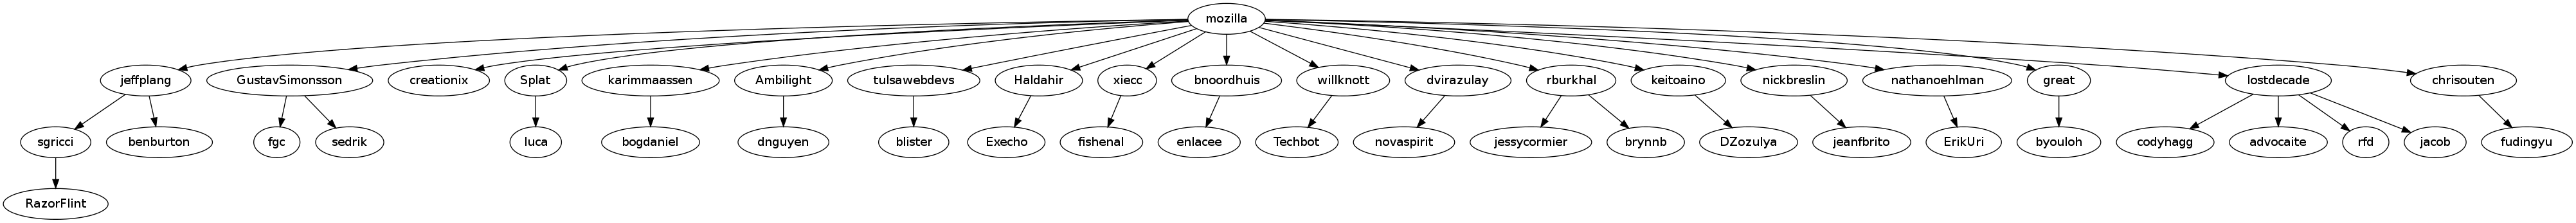 mozilla
jeffplang GustavSimonsson creationix Splat karimmaassen Ambilight tulsawebdevs Haldahir xiecc bnoordhuis willknott dvirazulay rburkhal keitoaino nickbreslin nathanoehlman great lostdecade chrisouten
sgricci benburton fgc sedrik luca bogdaniel dnguyen blister Execho fishenal enlacee Techbot novaspirit jessycormier brynnb DZozulya jeanfbrito ErikUri byouloh codyhagg advocaite rfd jacob fudingyu
RazorFlint